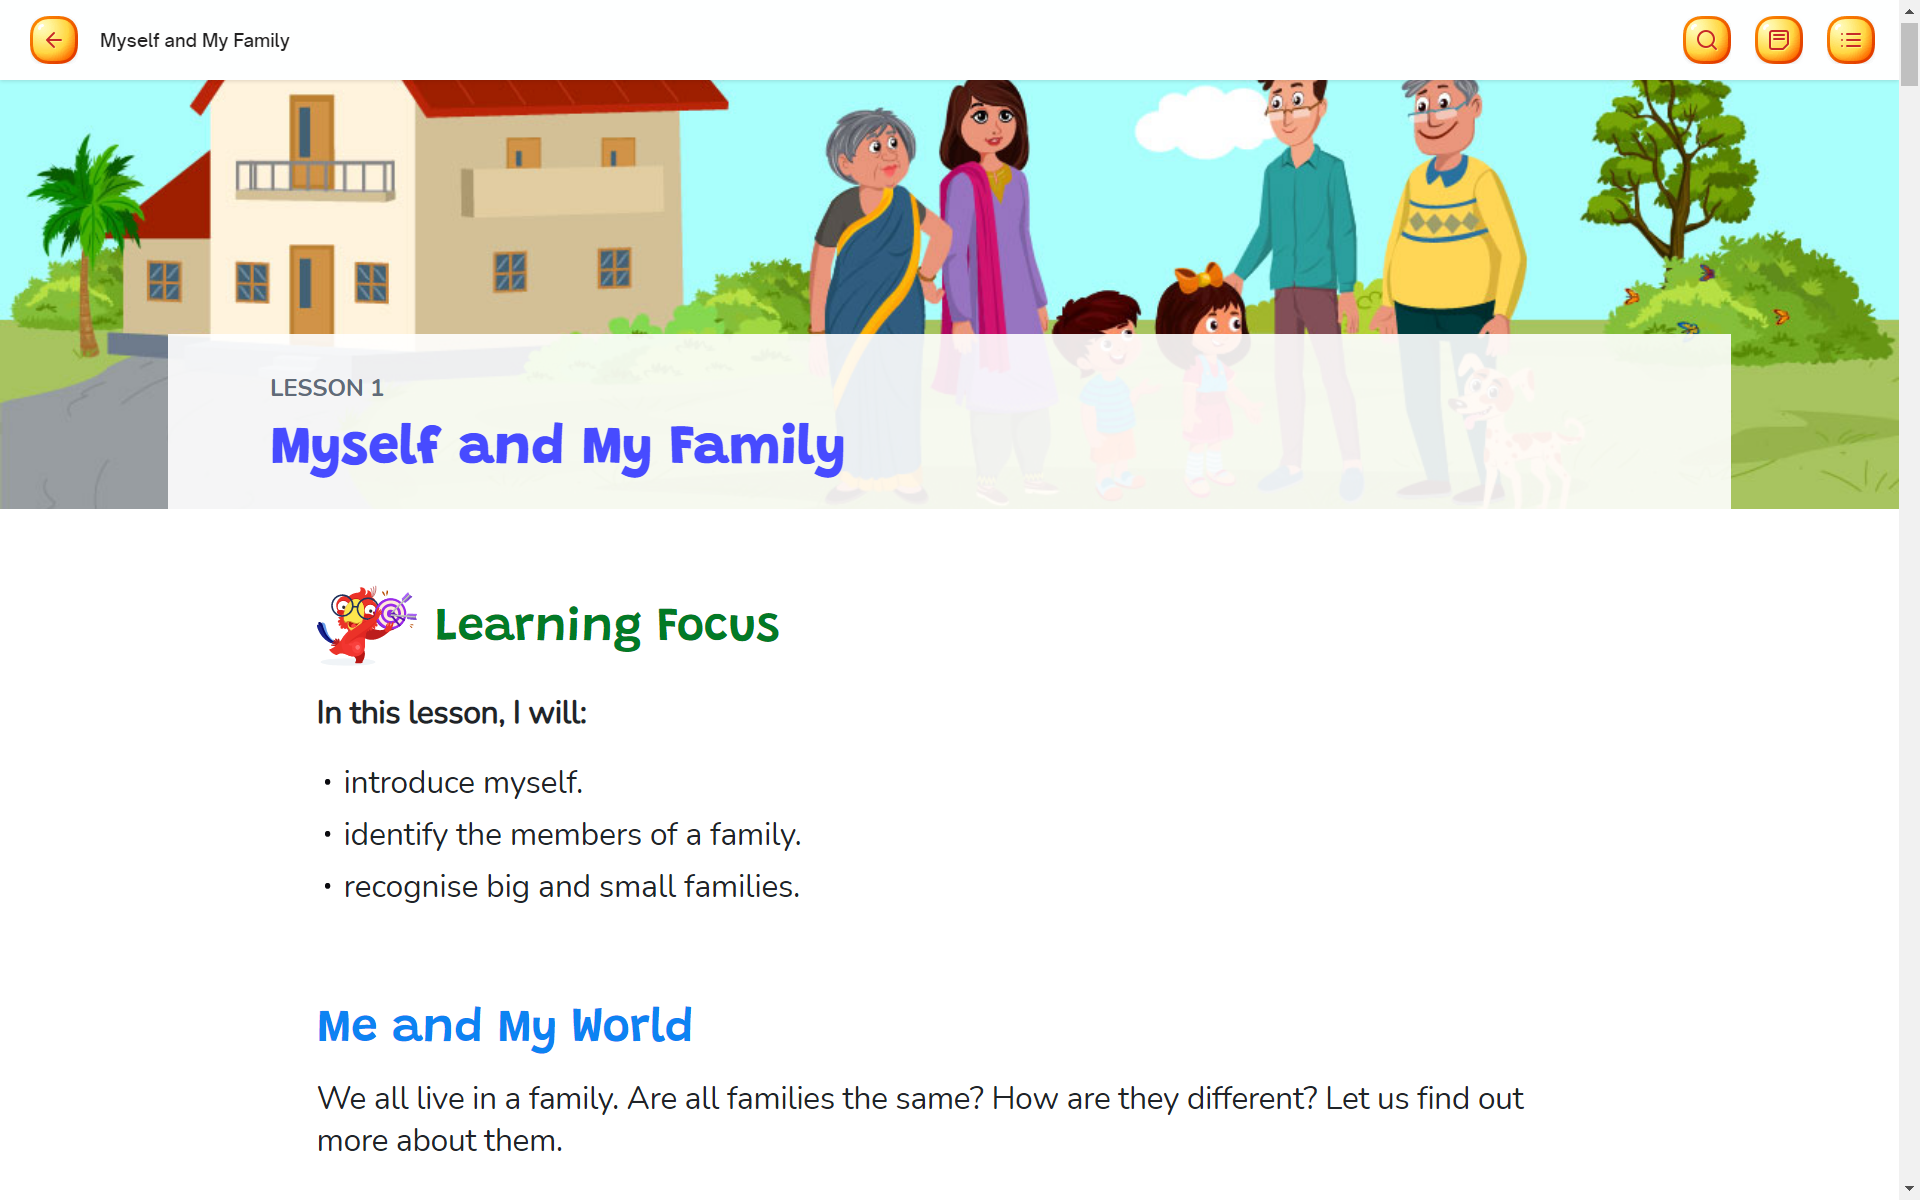 Myself and My Family
LESSON 1
Myself and My Family
Learning Focus
In this lesson, I will:
• introduce myself.
• identify the members of a family.
• recognise big and small families.
Me and My World
We all live in a family. Are all families the same? How are they different? Let us find out
more about them.